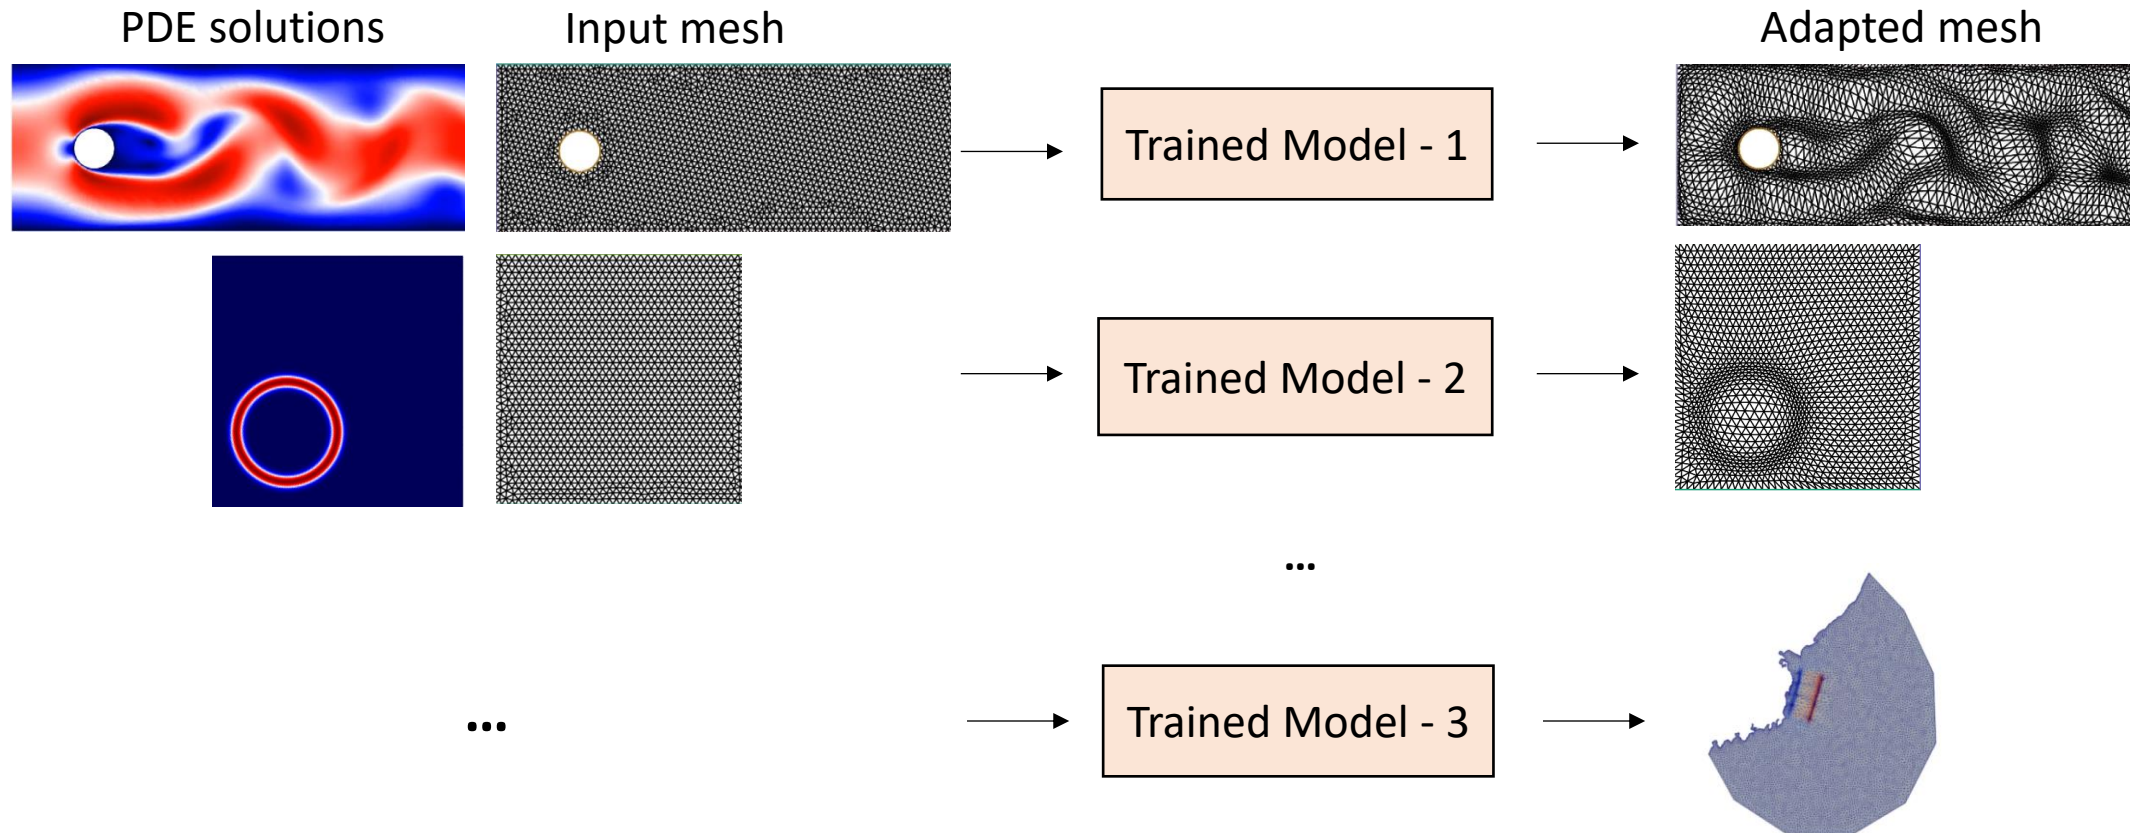 PDE solutions
Input mesh
Adapted mesh
Trained Model - 1
Trained Model - 2
...
...
Trained Model - 3